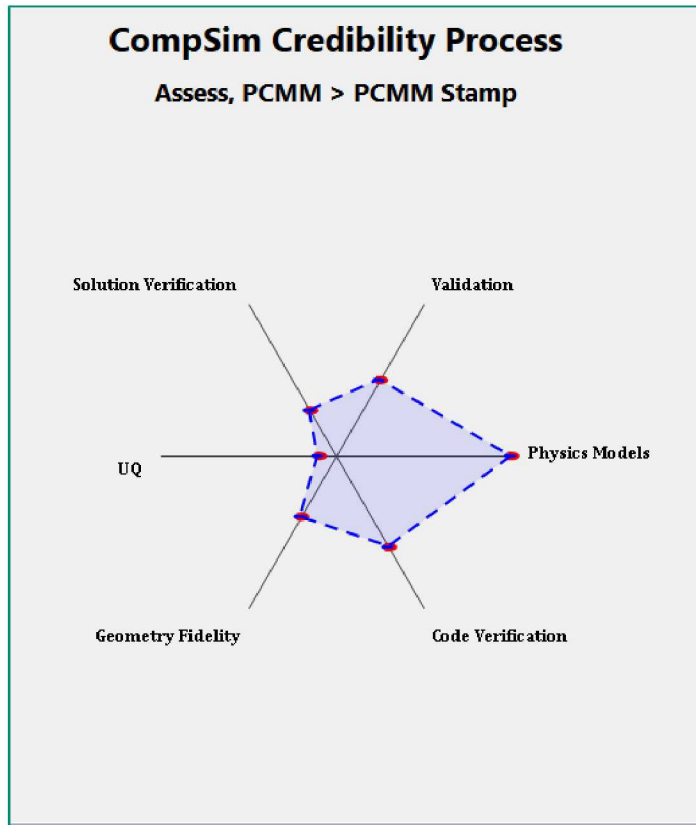 CompSim Credibility Process
Assess, PCMM > PCMM Stamp
Solution Verification
Validation
UQ
Physics Models
Geometry Fidelity
Code Verification